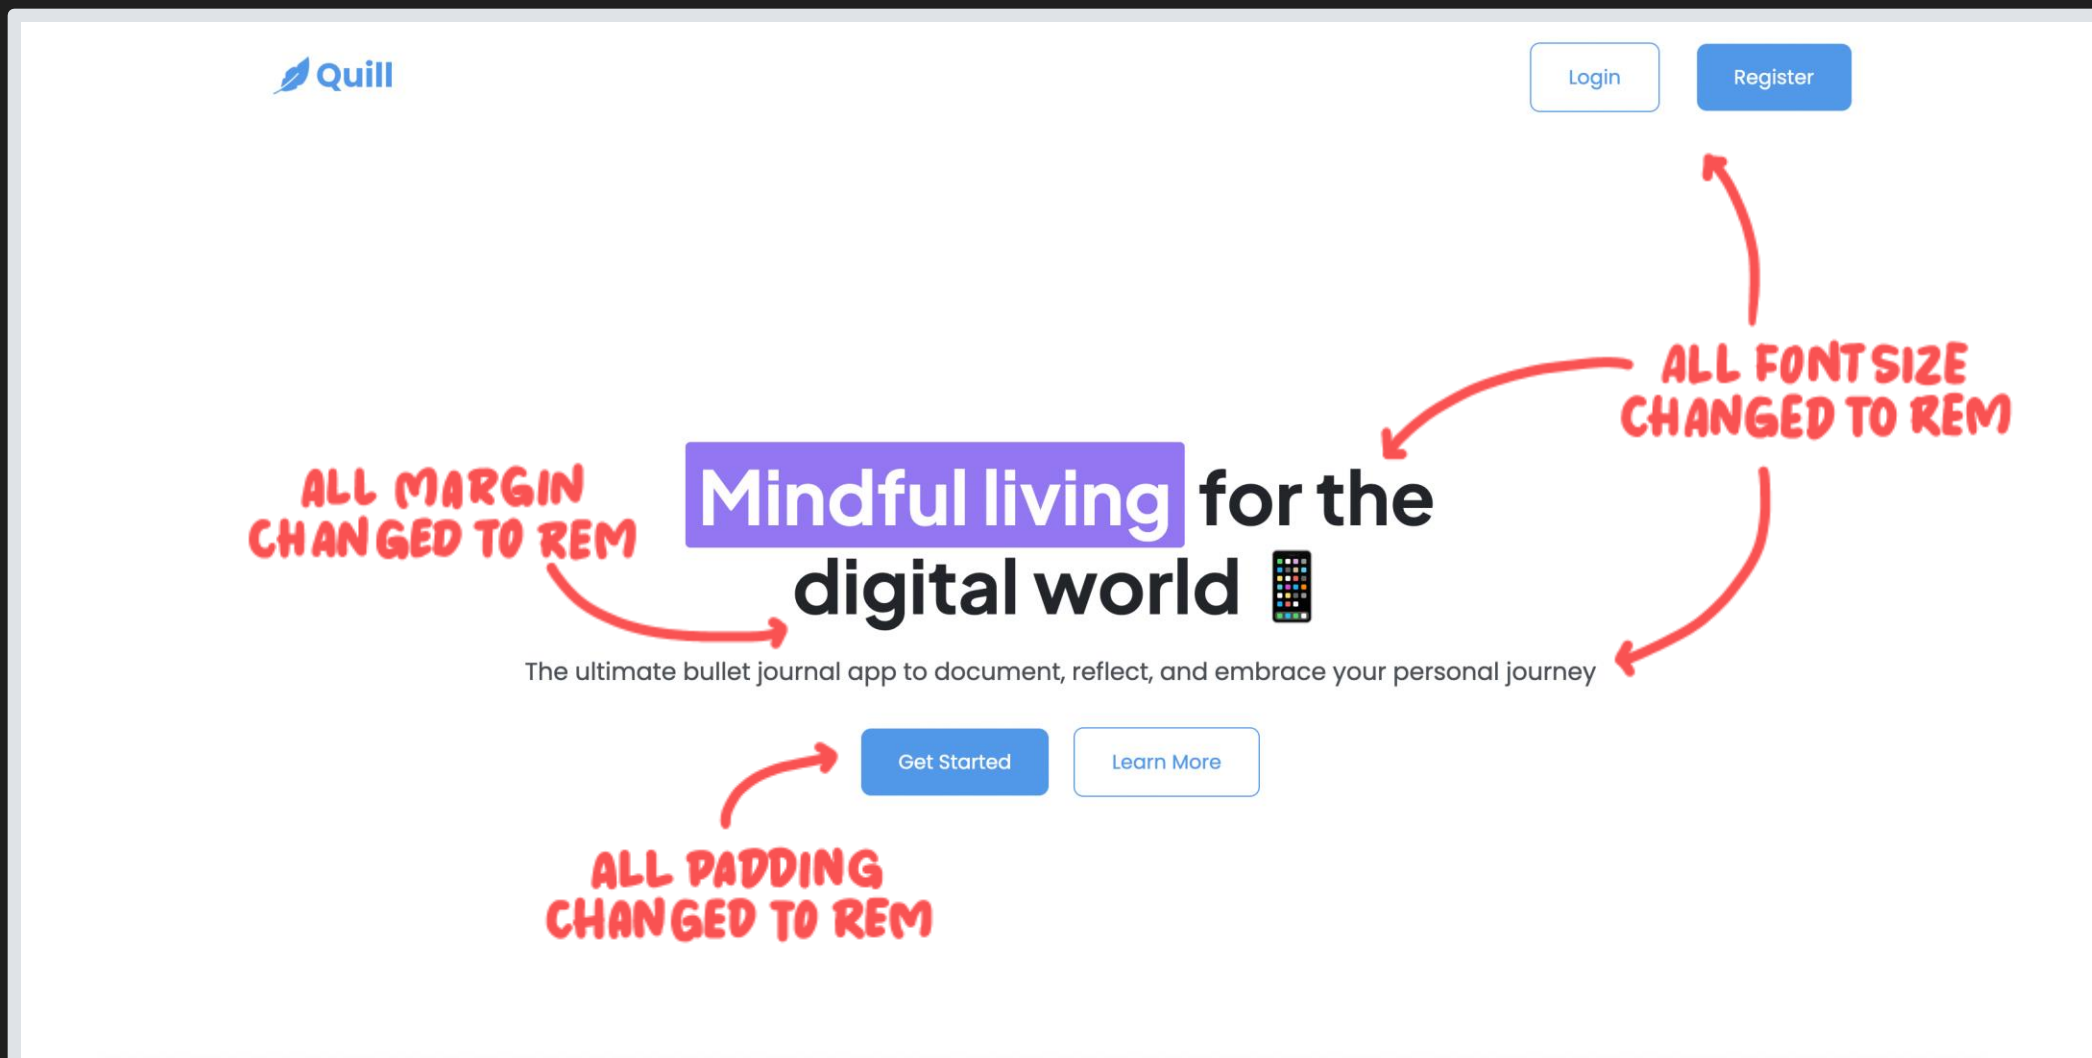 Quill
Login
Register
ALL FONT SIZE
CHANGED TO REM
ALL MARGIN
CHANGED TO REM
Mindful living for the
digital world 📱
The ultimate bullet journal app to document, reflect, and embrace your personal journey
Get Started
Learn More
ALL PADDING
CHANGED TO REM